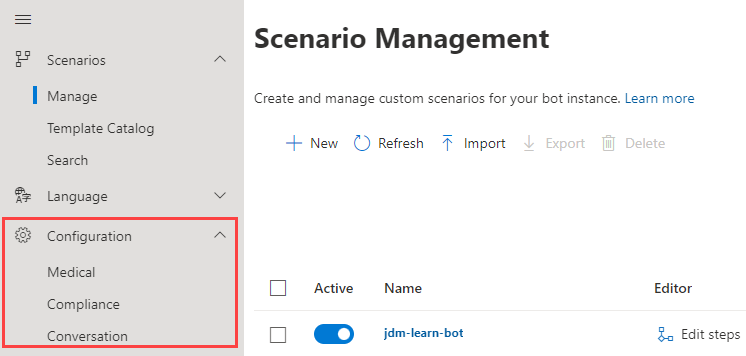 Scenarios
Manage
Template Catalog
Search
Language
Configuration
Medical
Compliance
Conversation
Scenario Management
Create and manage custom scenarios for your bot instance. Learn more
New Refresh Import Export Delete
Active Name Editor
jdm-learn-bot Edit steps